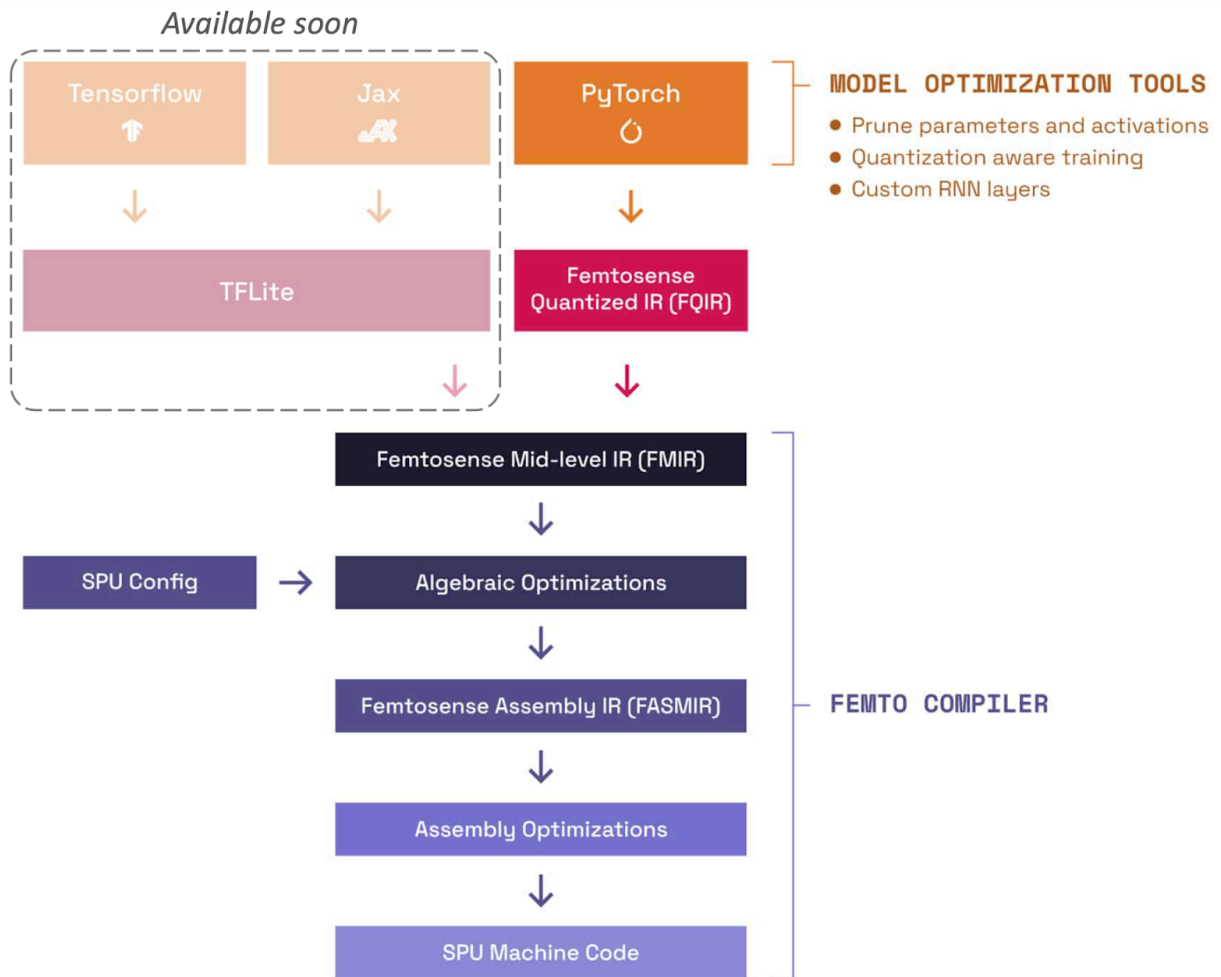 Available soon
Tensorflow
Jax
PyTorch
MODEL OPTIMIZATION TOOLS
● Prune parameters and activations
● Quantization aware training
● Custom RNN layers
TFLite
Femtosense
Quantized IR (FQIR)
Femtosense Mid-level IR (FMIR)
SPU Config
Algebraic Optimizations
Femtosense Assembly IR (FASMIR)
FEMTO COMPILER
Assembly Optimizations
SPU Machine Code